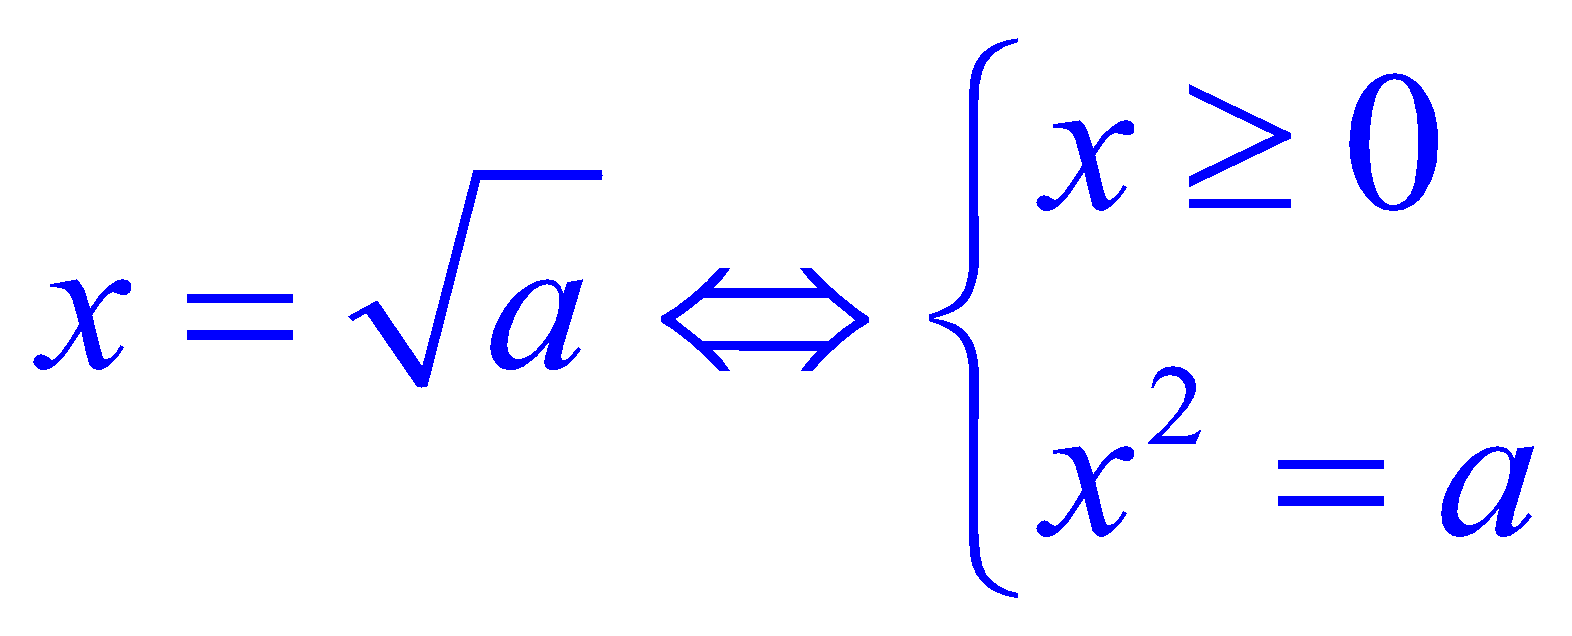 x = √a ⇔ { x ≥ 0
x² = a